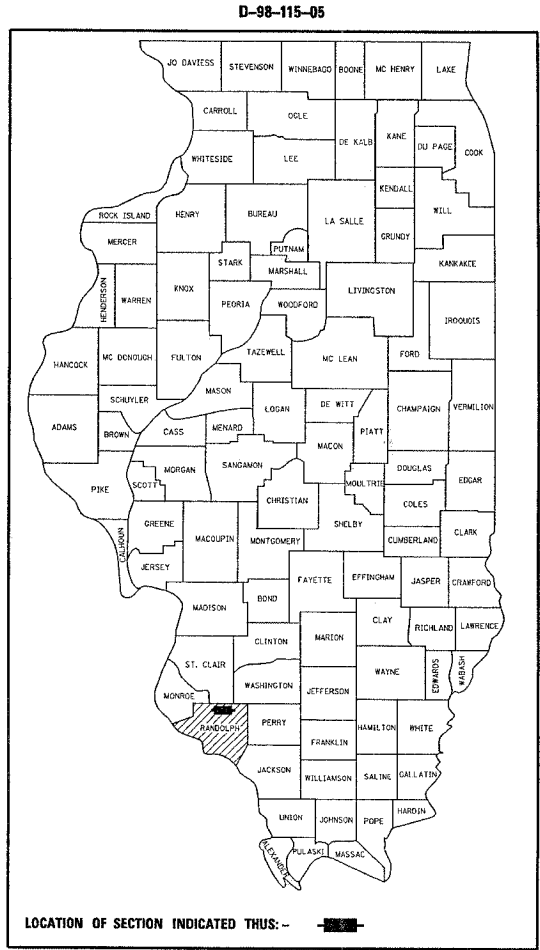 D-98-115-05
JO DAVIESS
STEVENSON
WINNEBAGO
BOONE
MC HENRY
LAKE
CARROLL
OGLE
DE KALB
KANE
DU PAGE
COOK
WHITESIDE
LEE
KENDALL
WILL
ROCK ISLAND
HENRY
BUREAU
LA SALLE
GRUNDY
MERCER
PUTNAM
STARK
MARSHALL
KANKAKEE
HENDERSON
WARREN
KNOX
PEORIA
WOODFORD
LIVINGSTON
IROQUOIS
HANCOCK
MC DONOUGH
FULTON
TAZEWELL
MC LEAN
FORD
MASON
SCHUYLER
LOGAN
DE WITT
CHAMPAIGN
VERMILION
ADAMS
BROWN
CASS
MENARD
MACON
PIATT
MORGAN
SANGAMON
DOUGLAS
EDGAR
PIKE
SCOTT
CHRISTIAN
MOULTRIE
COLES
GREENE
MACOUPIN
MONTGOMERY
SHELBY
CUMBERLAND
CLARK
CALHOUN
JERSEY
FAYETTE
EFFINGHAM
JASPER
CRAWFORD
MADISON
BOND
CLAY
RICHLAND
LAWRENCE
CLINTON
MARION
ST. CLAIR
WAYNE
EDWARDS
WABASH
MONROE
WASHINGTON
JEFFERSON
RANDOLPH
PERRY
HAMILTON
WHITE
FRANKLIN
JACKSON
WILLIAMSON
SALINE
GALLATIN
UNION
JOHNSON
POPE
HARDIN
ALEXANDER
PULASKI
MASSAC
LOCATION OF SECTION INDICATED THUS:-